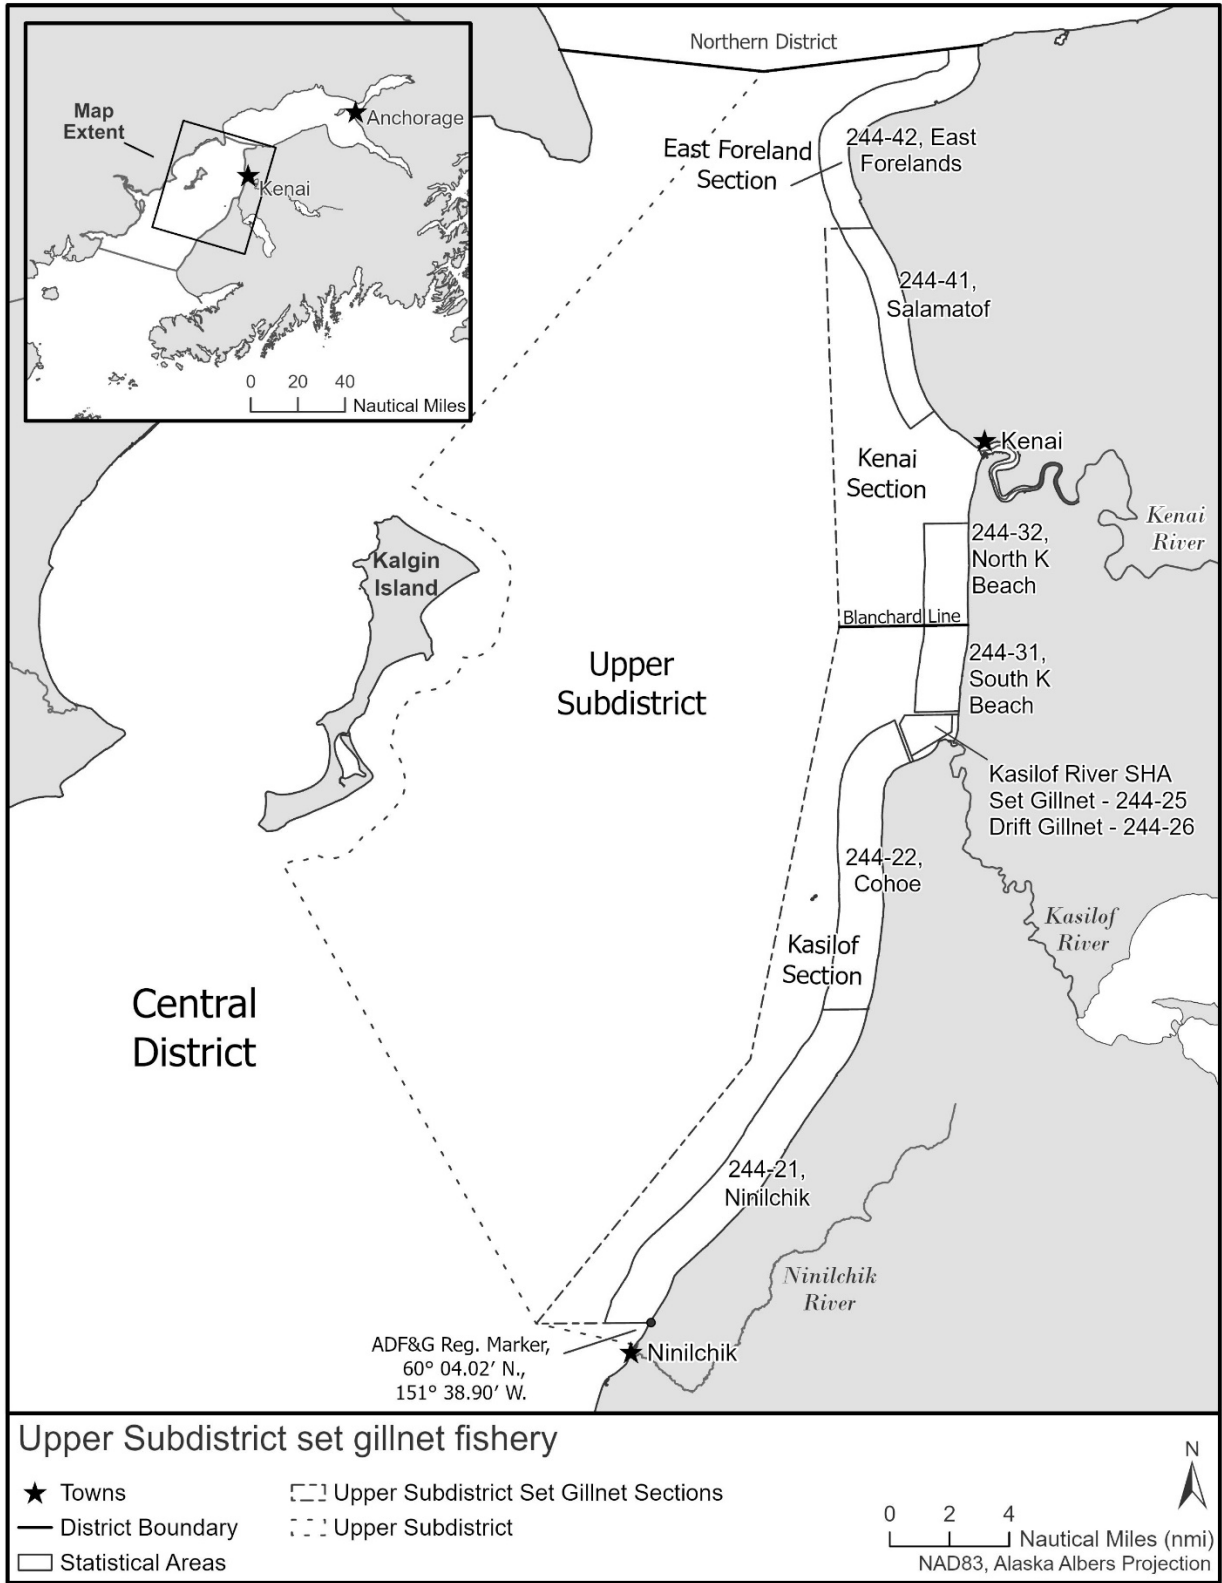 Northern District
Map
Extent
Anchorage
Kenai
0 20 40
Nautical Miles
East Foreland
Section
244-42, East
Forelands
244-41,
Salamatof
Kenai
Kenai
Section
Kenai
River
244-32,
North K
Beach
Kalgin
Island
Blanchard Line
Upper
Subdistrict
244-31,
South K
Beach
Kasilof River SHA
Set Gillnet - 244-25
Drift Gillnet - 244-26
244-22,
Cohoe
Kasilof
River
Kasilof
Section
Central
District
244-21,
Ninilchik
Ninilchik
River
ADF&G Reg. Marker,
60° 04.02′ N.,
151° 38.90′ W.
Ninilchik
Upper Subdistrict set gillnet fishery
Towns
District Boundary
Statistical Areas
Upper Subdistrict Set Gillnet Sections
Upper Subdistrict
N
0 2 4
Nautical Miles (nmi)
NAD83, Alaska Albers Projection